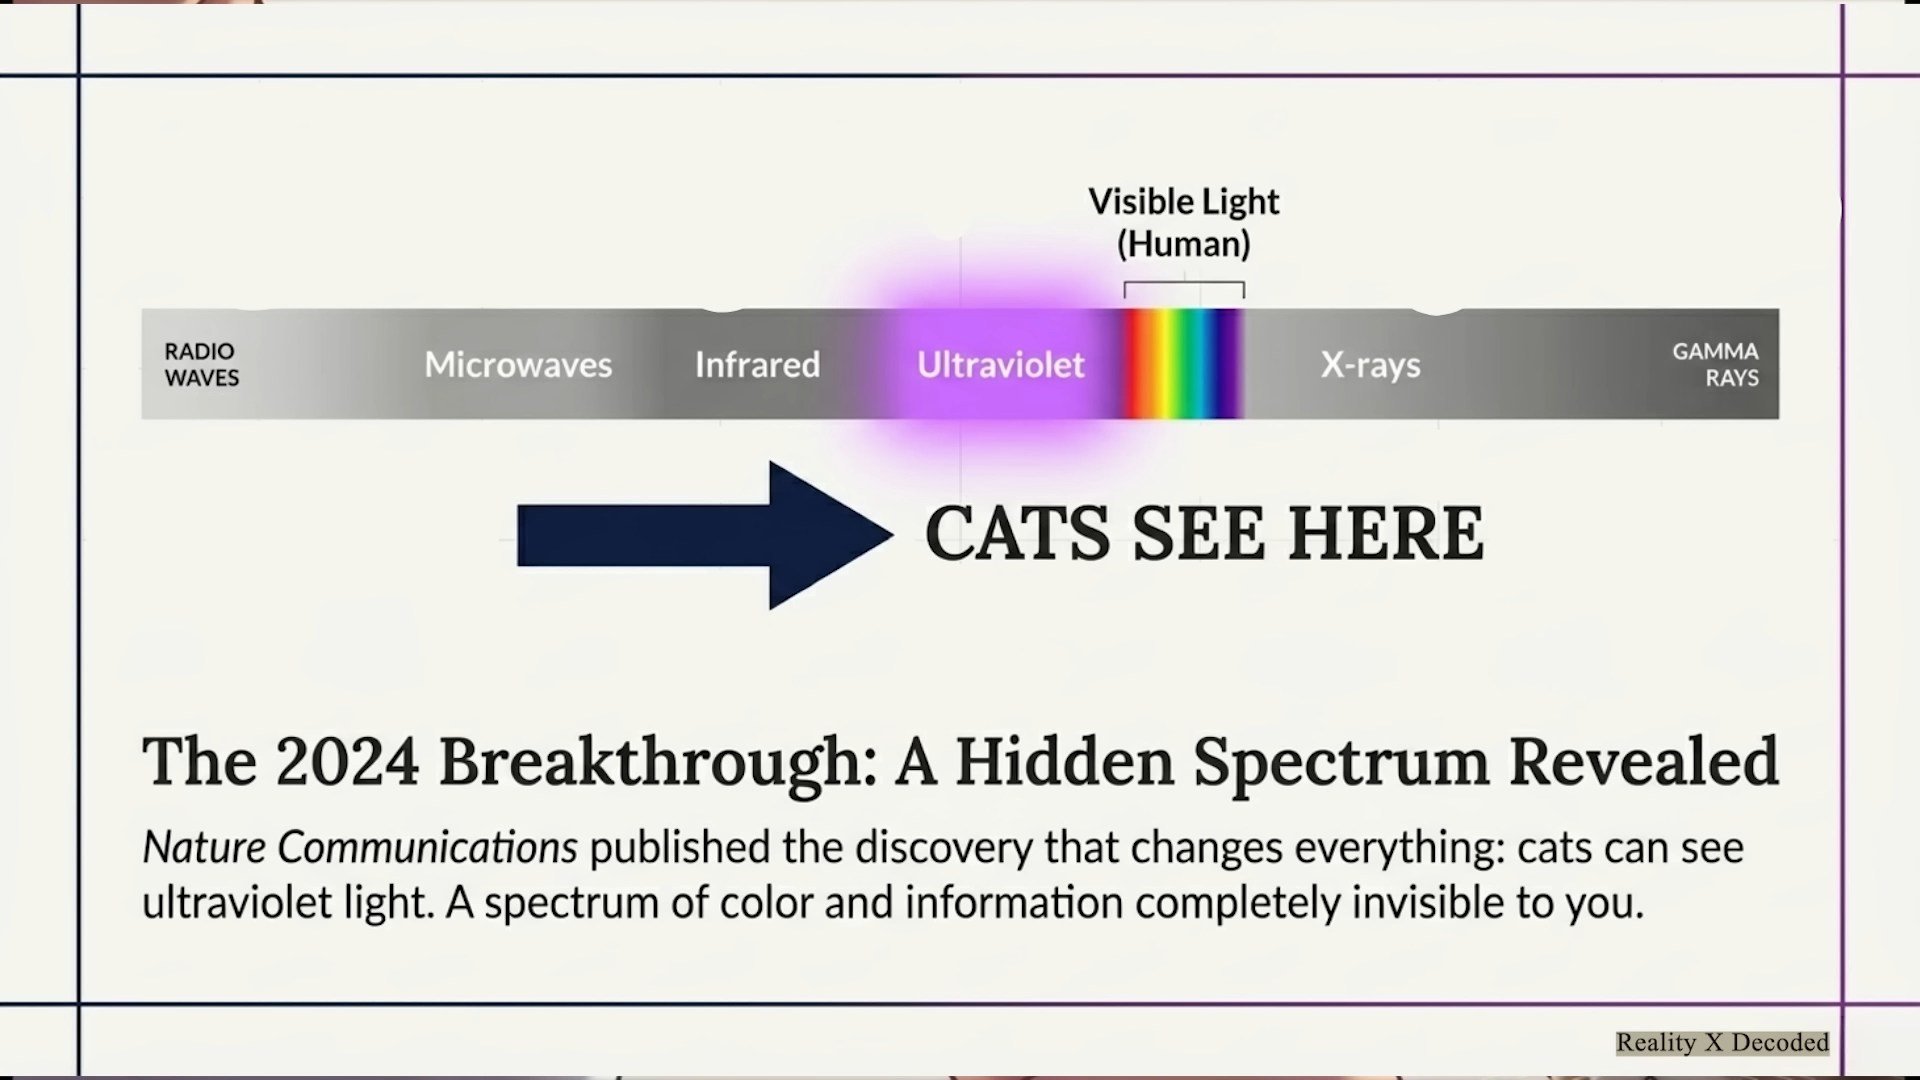 Visible Light
(Human)
RADIO
WAVES
Microwaves
Infrared
Ultraviolet
X-rays
GAMMA
RAYS
CATS SEE HERE
The 2024 Breakthrough: A Hidden Spectrum Revealed
Nature Communications published the discovery that changes everything: cats can see
ultraviolet light. A spectrum of color and information completely invisible to you.
Reality X Decoded